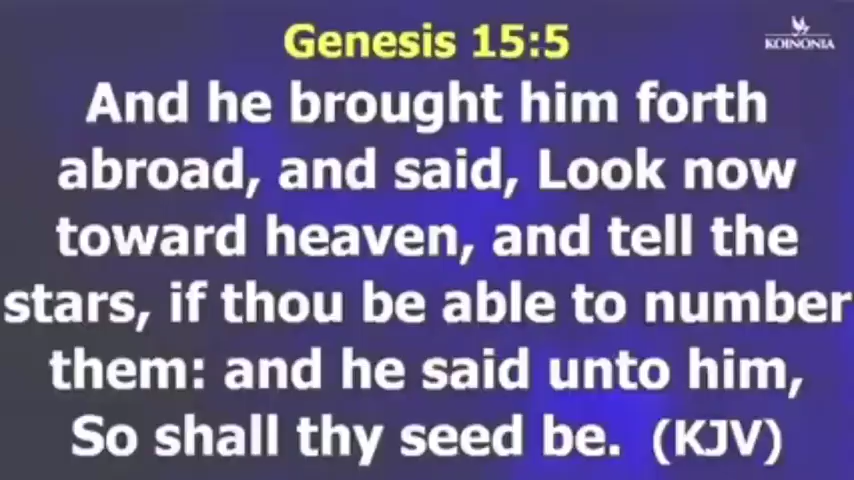 Genesis 15:5
KOINONIA
And he brought him forth
abroad, and said, Look now
toward heaven, and tell the
stars, if thou be able to number
them: and he said unto him,
So shall thy seed be. (KJV)